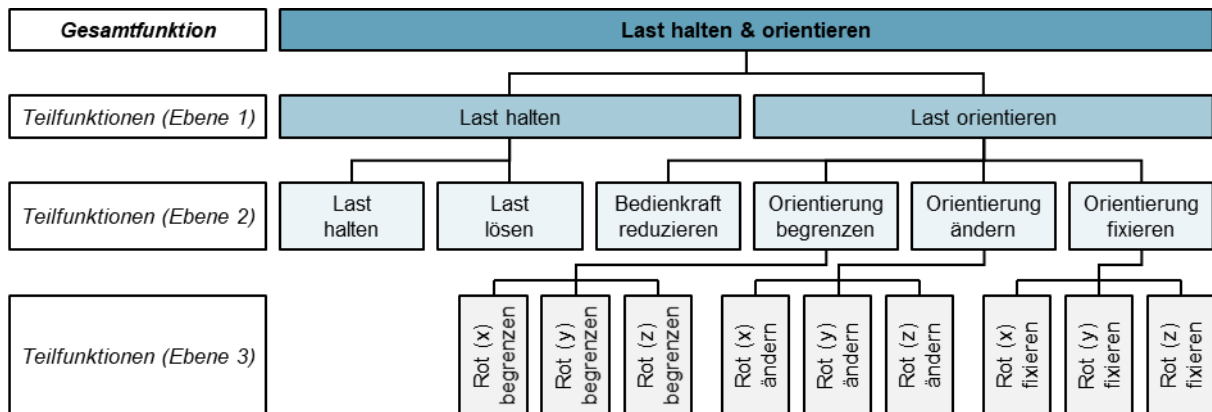 Gesamtfunktion
Last halten & orientieren
Teilfunktionen (Ebene 1)
Last halten
Last orientieren
Teilfunktionen (Ebene 2)
Last
halten
Last
lösen
Bedienkraft
reduzieren
Orientierung
begrenzen
Orientierung
ändern
Orientierung
fixieren
Teilfunktionen (Ebene 3)
Rot (x)
begrenzen
Rot (y)
begrenzen
Rot (z)
begrenzen
Rot (x)
ändern
Rot (y)
ändern
Rot (z)
ändern
Rot (x)
fixieren
Rot (y)
fixieren
Rot (z)
fixieren